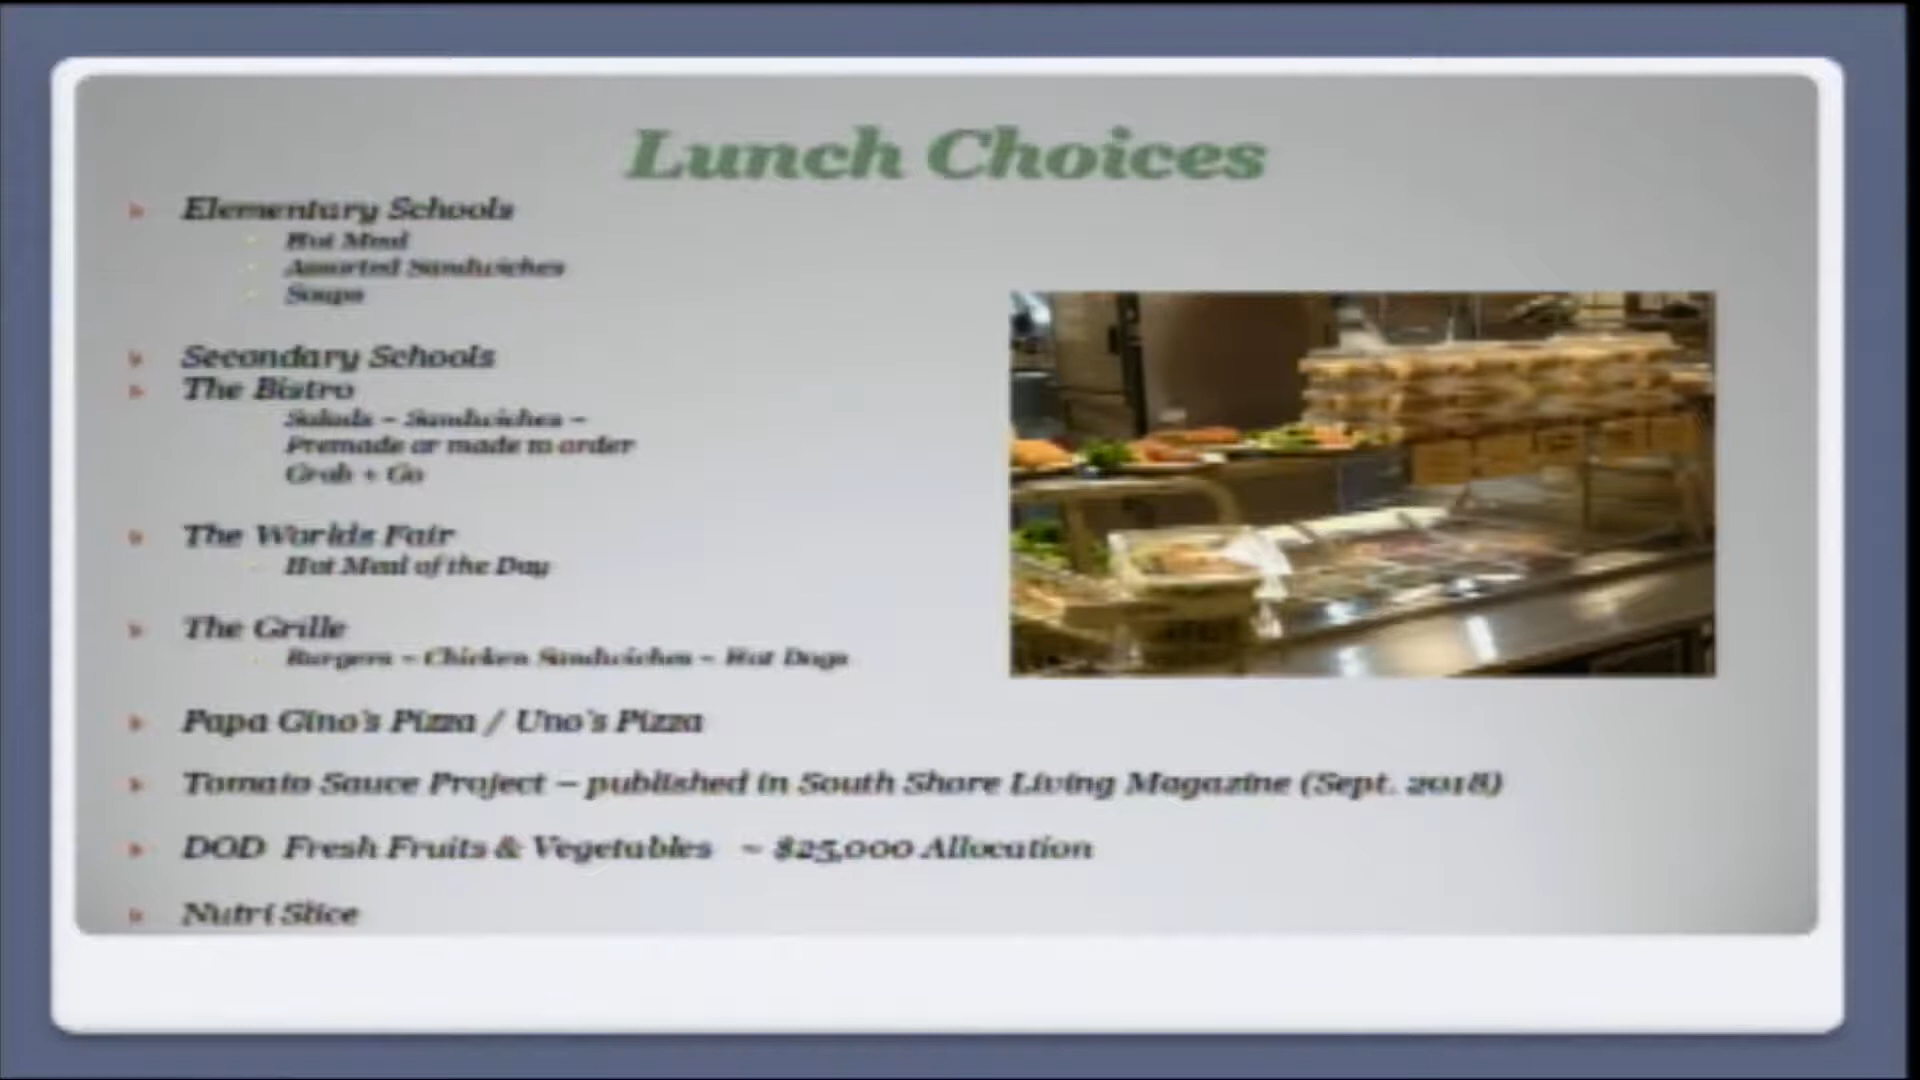 Lunch Choices
Elementary Schools
Hot Meal
Assorted Sandwiches
Soups
Secondary Schools
The Bistro
Salads ~ Sandwiches ~
Premade or made to order
Grab + Go
The Worlds Fair
Hot Meal of the Day
The Grille
Burgers ~ Chicken Sandwiches ~ Hot Dogs
Papa Gino's Pizza / Uno's Pizza
Tomato Sauce Project – published in South Shore Living Magazine (Sept. 2018)
DOD Fresh Fruits & Vegetables ~ $25,000 Allocation
Nutri Slice